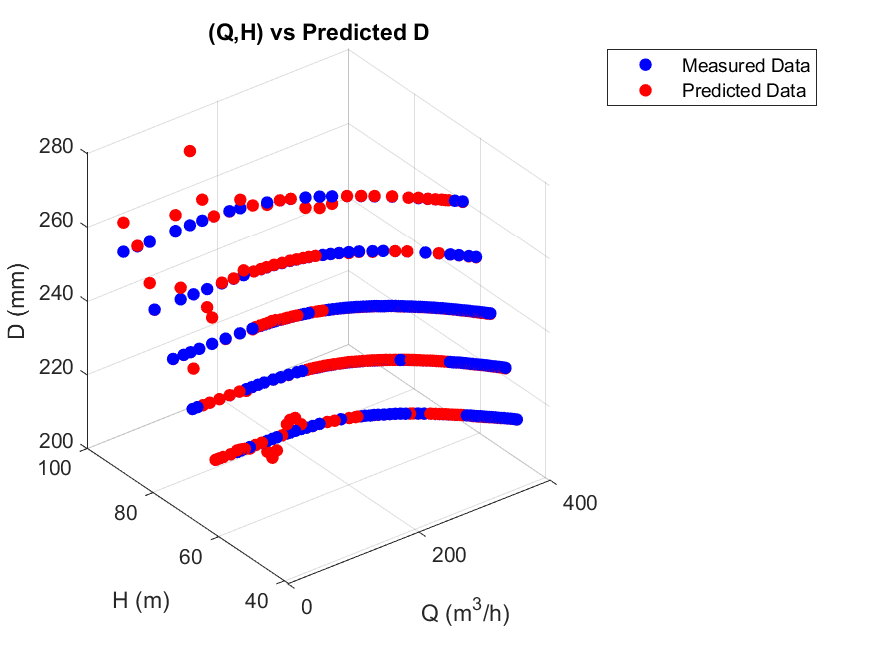 (Q,H) vs Predicted D
Measured Data
Predicted Data
280
260
240
220
200
100
80
60
40
0
200
400
D (mm)
H (m)
Q (m³/h)